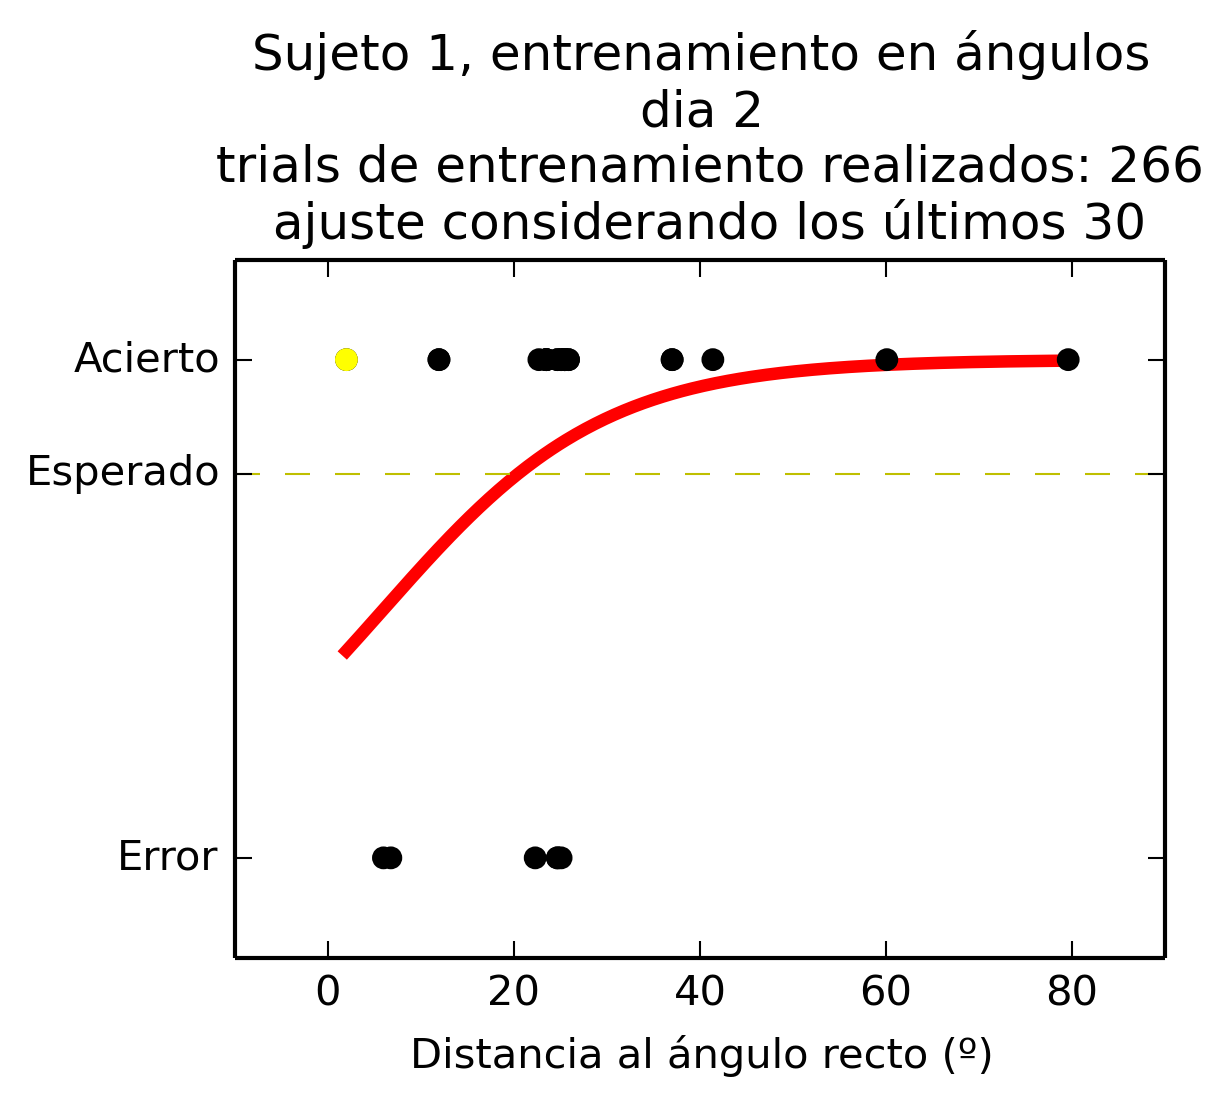 Sujeto 1, entrenamiento en ángulos
dia 2
trials de entrenamiento realizados: 266
ajuste considerando los últimos 30
Acierto
Esperado
Error
0 20 40 60 80
Distancia al ángulo recto (º)